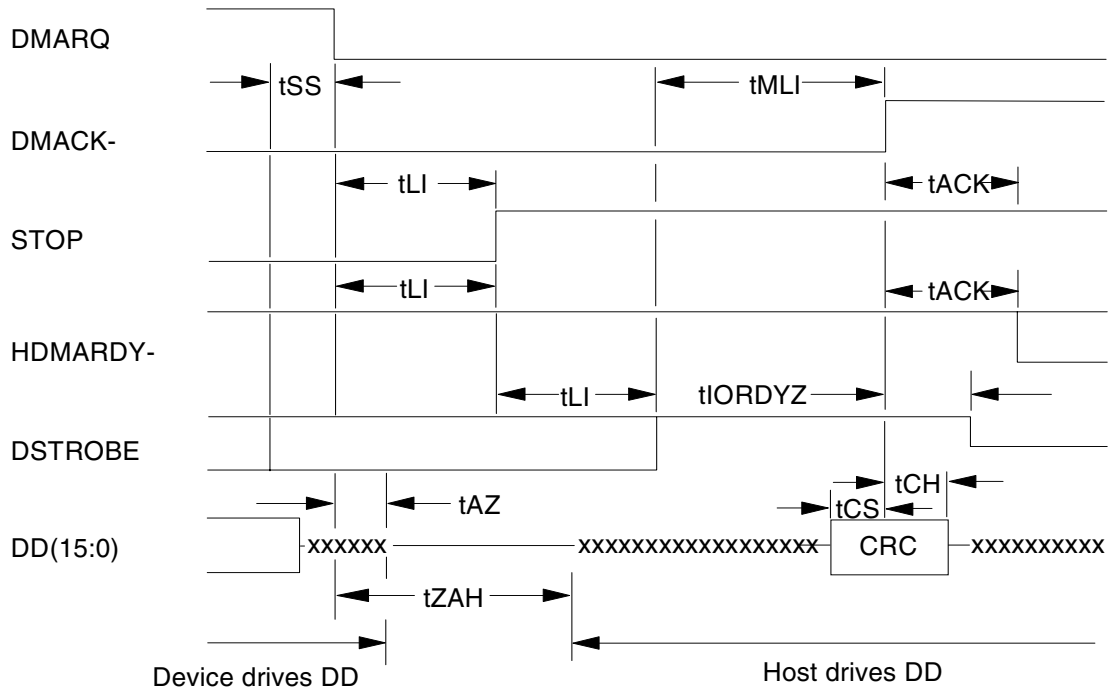 DMARQ
tSS
tMLI
DMACK-
tLI
tACK
STOP
tLI
tACK
HDMARDY-
tLI
tIORDYZ
DSTROBE
tCH
tAZ
tCS
DD(15:0)
xxxxxx
xxxxxxxxxxxxxxxxxx
CRC
xxxxxxxxxx
tZAH
Device drives DD
Host drives DD